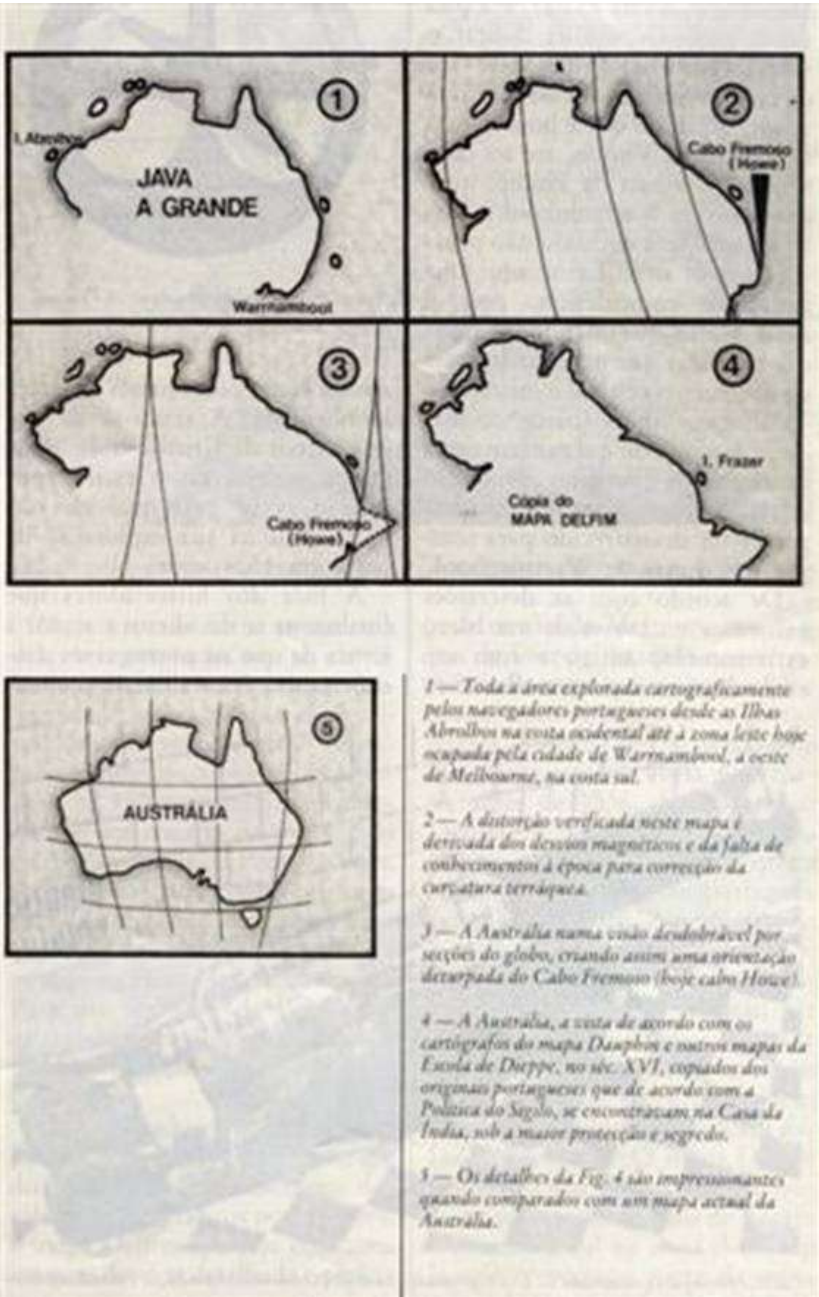 1
I. Abrolhos
JAVA
A GRANDE
Warrnambool
2
Cabo Fremoso
(Howe)
3
Cabo Fremoso
(Howe)
4
I. Frazer
Cópia do
MAPA DELFIM
5
AUSTRÁLIA
1 — Toda a área explorada cartograficamente
pelos navegadores portugueses desde as Ilhas
Abrolhos na costa ocidental até à zona leste hoje
ocupada pela cidade de Warrnambool, a oeste
de Melbourne, na costa sul.
2 — A distorção verificada neste mapa é
derivada dos desvios magnéticos e da falta de
conhecimentos à época para correcção da
curvatura terráquea.
3 — A Austrália numa visão desdobrável por
secções do globo, criando assim uma orientação
deturpada do Cabo Fremoso (hoje cabo Howe).
4 — A Austrália, a vista de acordo com os
cartógrafos do mapa Dauphin e outros mapas da
Escola de Dieppe, no séc. XVI, copiados dos
originais portugueses que de acordo com a
Política do Sigilo, se encontravam na Casa da
Índia, sob a maior protecção e segredo.
5 — Os detalhes da Fig. 4 são impressionantes
quando comparados com um mapa actual da
Austrália.